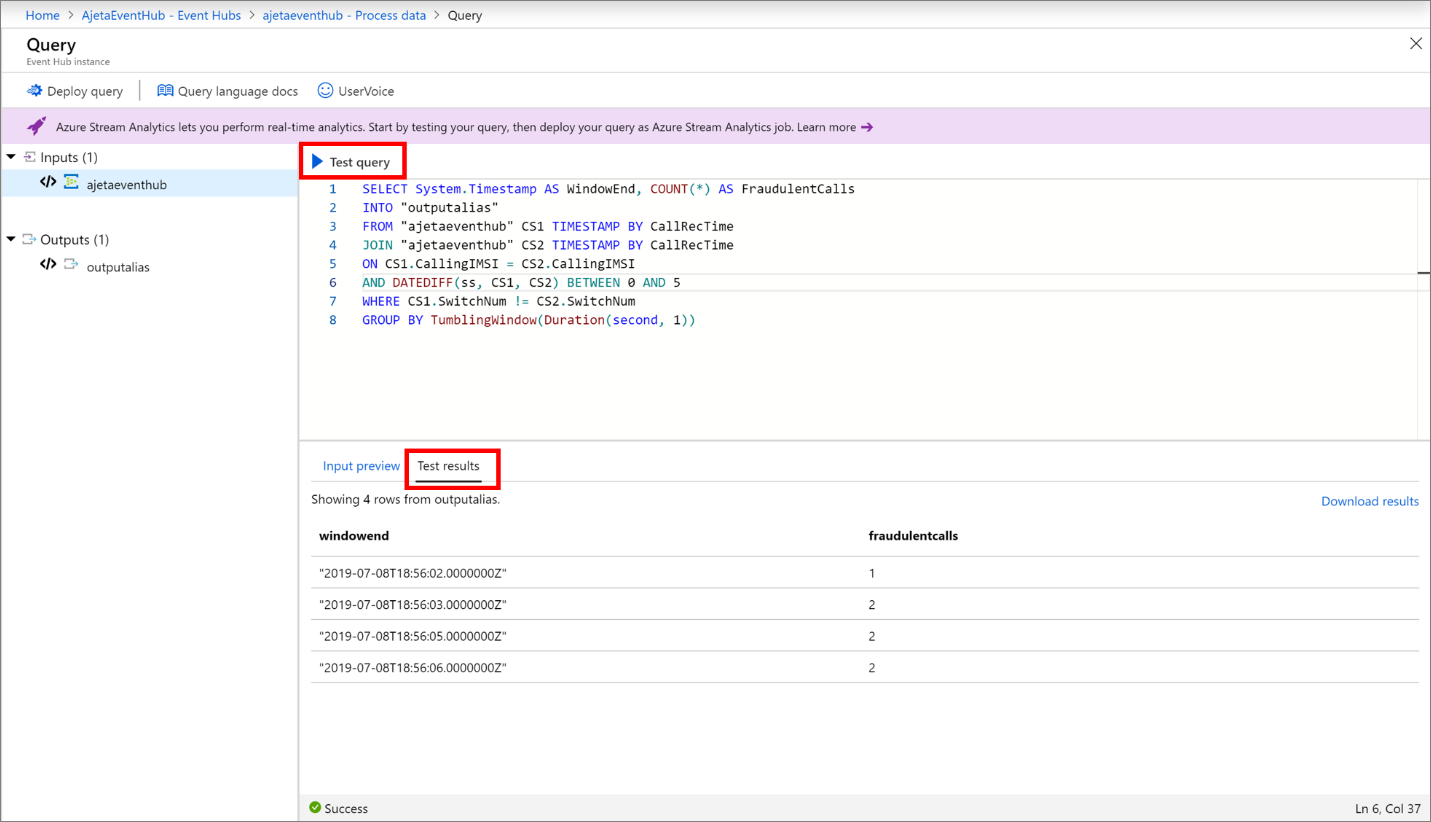 Home > AjetaEventHub - Event Hubs > ajetaeventhub - Process data > Query
Query
Event Hub instance
Deploy query
Query language docs
UserVoice
Azure Stream Analytics lets you perform real-time analytics. Start by testing your query, then deploy your query as Azure Stream Analytics job. Learn more →
Inputs (1)
</> ajetaeventhub
Outputs (1)
</> outputalias
Test query
1 SELECT System.Timestamp AS WindowEnd, COUNT(*) AS FraudulentCalls
2 INTO "outputalias"
3 FROM "ajetaeventhub" CS1 TIMESTAMP BY CallRecTime
4 JOIN "ajetaeventhub" CS2 TIMESTAMP BY CallRecTime
5 ON CS1.CallingIMSI = CS2.CallingIMSI
6 AND DATEDIFF(ss, CS1, CS2) BETWEEN 0 AND 5
7 WHERE CS1.SwitchNum != CS2.SwitchNum
8 GROUP BY TumblingWindow(Duration(second, 1))
Input preview Test results
Showing 4 rows from outputalias.
Download results
windowend fraudulentcalls
"2019-07-08T18:56:02.0000000Z" 1
"2019-07-08T18:56:03.0000000Z" 2
"2019-07-08T18:56:05.0000000Z" 2
"2019-07-08T18:56:06.0000000Z" 2
Success
Ln 6, Col 37